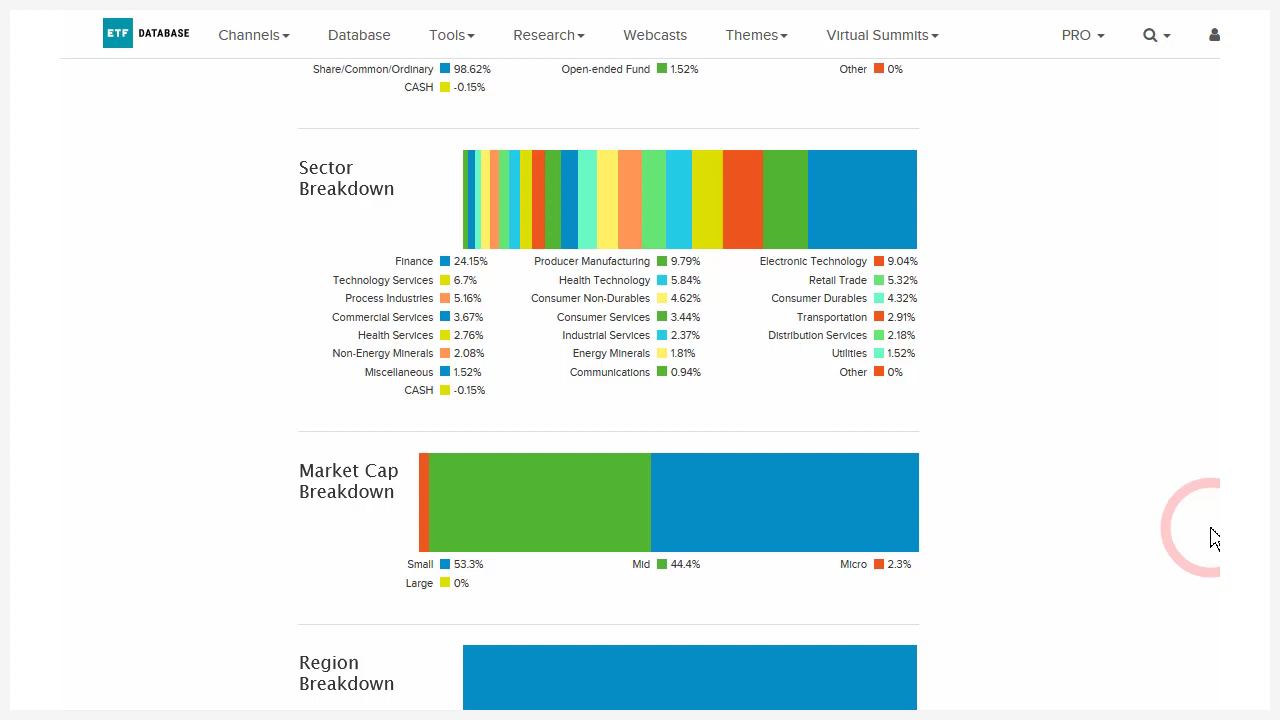 ETF DATABASE Channels Database Tools Research Webcasts Themes Virtual Summits PRO
Share/Common/Ordinary 98.62% Open-ended Fund 1.52% Other 0%
CASH -0.15%
Sector
Breakdown
Finance 24.15% Producer Manufacturing 9.79% Electronic Technology 9.04%
Technology Services 6.7% Health Technology 5.84% Retail Trade 5.32%
Process Industries 5.16% Consumer Non-Durables 4.62% Consumer Durables 4.32%
Commercial Services 3.67% Consumer Services 3.44% Transportation 2.91%
Health Services 2.76% Industrial Services 2.37% Distribution Services 2.18%
Non-Energy Minerals 2.08% Energy Minerals 1.81% Utilities 1.52%
Miscellaneous 1.52% Communications 0.94% Other 0%
CASH -0.15%
Market Cap
Breakdown
Small 53.3% Mid 44.4% Micro 2.3%
Large 0%
Region
Breakdown